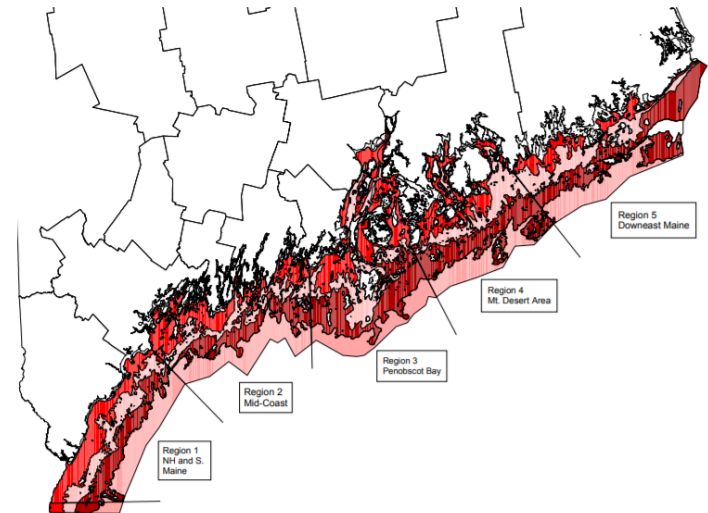 Region 5
Downeast Maine
Region 4
Mt. Desert Area
Region 3
Penobscot Bay
Region 2
Mid-Coast
Region 1
NH and S.
Maine